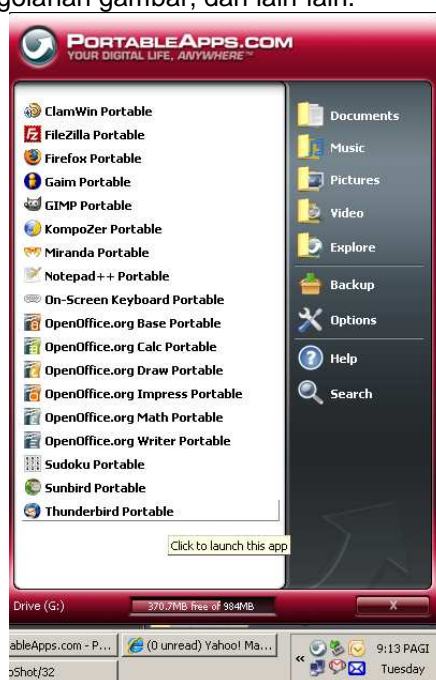 golahan gambar, dan lain-lain.
PORTABLEAPPS.COM
YOUR DIGITAL LIFE, ANYWHERE™
ClamWin Portable
FileZilla Portable
Firefox Portable
Gaim Portable
GIMP Portable
KompoZer Portable
Miranda Portable
Notepad++ Portable
On-Screen Keyboard Portable
OpenOffice.org Base Portable
OpenOffice.org Calc Portable
OpenOffice.org Draw Portable
OpenOffice.org Impress Portable
OpenOffice.org Math Portable
OpenOffice.org Writer Portable
Sudoku Portable
Sunbird Portable
Thunderbird Portable
Click to launch this app
Documents
Music
Pictures
Video
Explore
Backup
Options
Help
Search
Drive (G:)
370.7MB free of 984MB
X
ableApps.com - P...
(0 unread) Yahoo! Ma...
9:13 PAGI
oShot/32
Tuesday